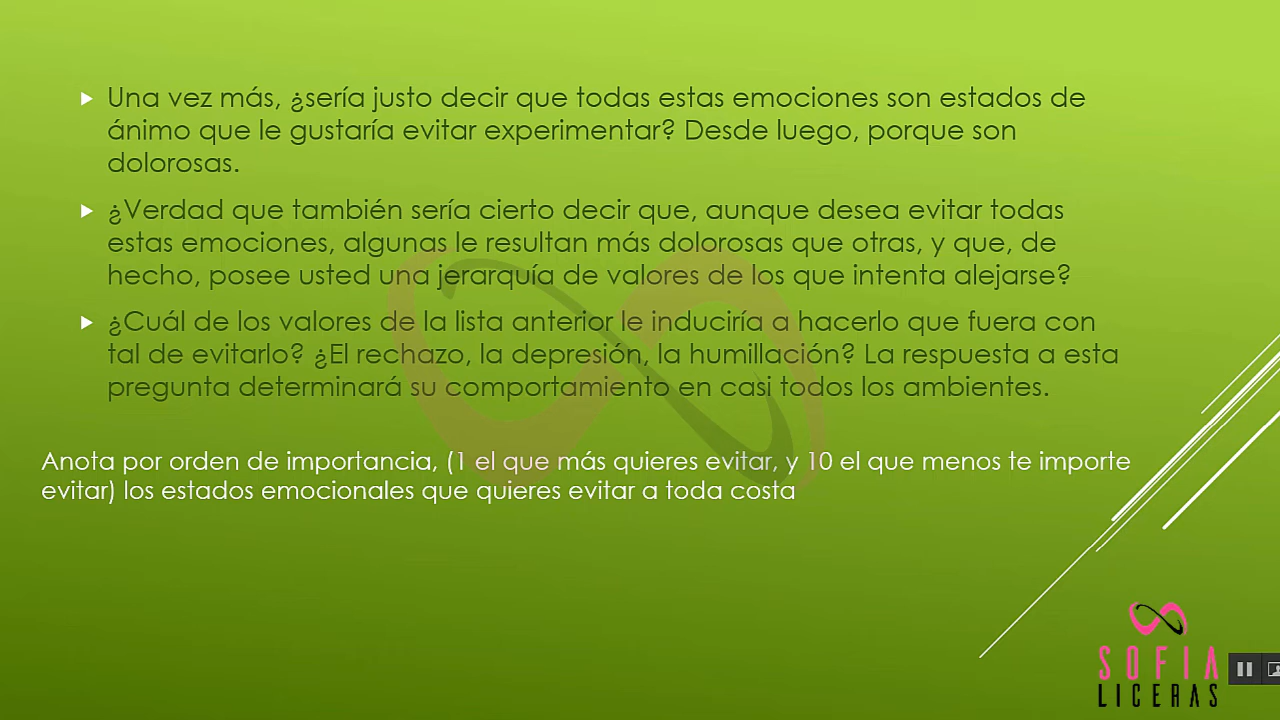 Una vez más, ¿sería justo decir que todas estas emociones son estados de
ánimo que le gustaría evitar experimentar? Desde luego, porque son
dolorosas.
¿Verdad que también sería cierto decir que, aunque desea evitar todas
estas emociones, algunas le resultan más dolorosas que otras, y que, de
hecho, posee usted una jerarquía de valores de los que intenta alejarse?
¿Cuál de los valores de la lista anterior le induciría a hacerlo que fuera con
tal de evitarlo? ¿El rechazo, la depresión, la humillación? La respuesta a esta
pregunta determinará su comportamiento en casi todos los ambientes.
Anota por orden de importancia, (1 el que más quieres evitar, y 10 el que menos te importe
evitar) los estados emocionales que quieres evitar a toda costa
SOFIA
LICERAS